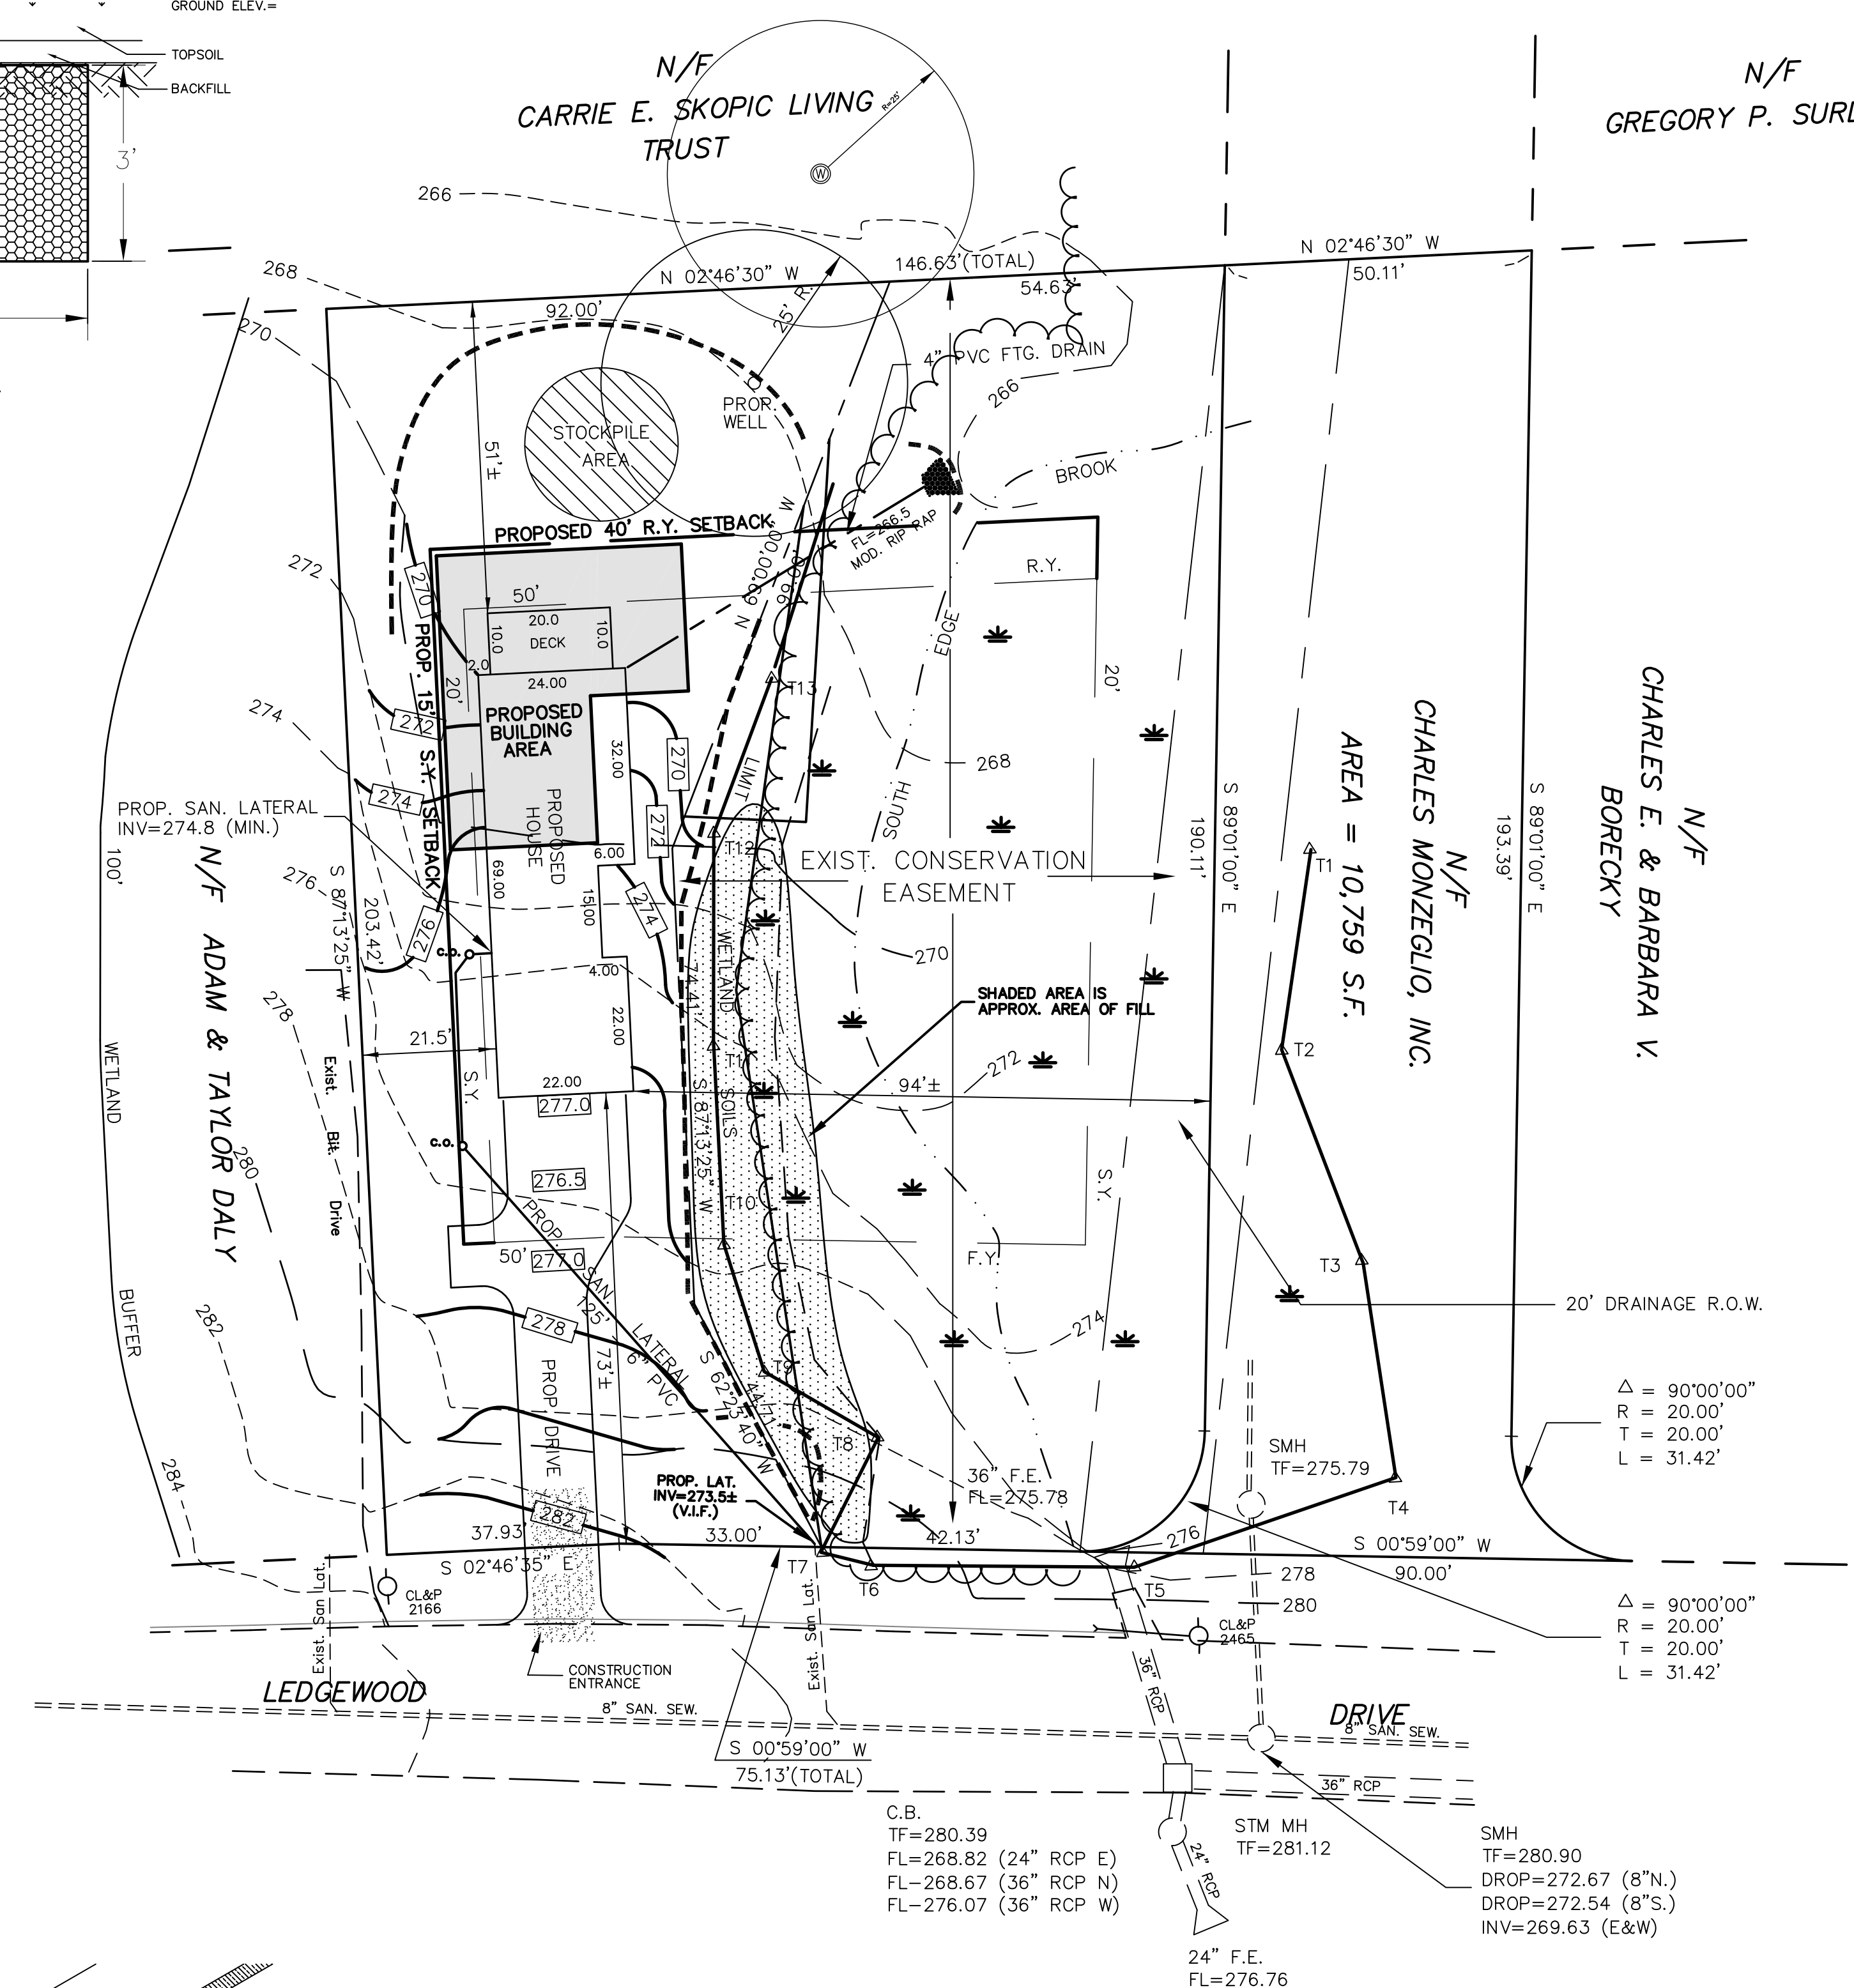 GROUND ELEV.=
TOPSOIL
BACKFILL
3'
N/F
CARRIE E. SKOPIC LIVING
TRUST
R=25'
W
N/F
GREGORY P. SURD
266
N 02°46'30" W
146.63'(TOTAL)
54.63'
N 02°46'30" W
50.11'
268
92.00'
25' R.
270
4" PVC FTG. DRAIN
266
PROP.
WELL
STOCKPILE
AREA
51'±
BROOK
PROPOSED 40' R.Y. SETBACK
N 69°00'00" W
99.00'
FL=266.5
MOD. RIP RAP
R.Y.
272
270
50'
20.0
DECK
10.0
10.0
2.0
24.00
20'
PROP. 15' S.Y. SETBACK
PROPOSED
BUILDING
AREA
PROPOSED
HOUSE
32.00
T13
EDGE
SOUTH
20'
274
272
270
272
LIMIT
268
274
PROP. SAN. LATERAL
INV=274.8 (MIN.)
6.00
T12
EXIST. CONSERVATION
EASEMENT
190.11'
S 89°01'00" E
T1
AREA = 10,759 S.F.
N/F
CHARLES MONZEGLIO, INC.
193.39'
S 89°01'00" E
N/F
CHARLES E. & BARBARA V.
BORECKY
100'
N/F ADAM & TAYLOR DALY
S 87°13'25" W
203.42'
276
276
69.00
15.00
274
WETLAND
c.o.
4.00
74.41'
270
SHADED AREA IS
APPROX. AREA OF FILL
278
21.5'
22.00
T11
T2
WETLAND
Exist.
Bit.
Drive
S.Y.
22.00
277.0
SOILS
272
94'±
c.o.
280
276.5
S 87°13'25" W
T10
S.Y.
50'
277.0
F.Y.
T3
PROP. SAN. LATERAL
125' 6" PVC
20' DRAINAGE R.O.W.
BUFFER
282
278
274
PROP. DRIVE
73'±
S 62°23'40" W
44.71'
T9
△ = 90°00'00"
R = 20.00'
T = 20.00'
L = 31.42'
T8
SMH
TF=275.79
284
PROP. LAT.
INV=273.5±
(V.I.F.)
36" F.E.
FL=275.78
T4
282
37.93'
33.00'
42.13'
276
S 00°59'00" W
90.00'
S 02°46'35" E
T7
T6
T5
278
280
CL&P
2166
Exist. San Lat.
Exist. San Lat.
CL&P
2465
△ = 90°00'00"
R = 20.00'
T = 20.00'
L = 31.42'
CONSTRUCTION
ENTRANCE
36" RCP
LEDGEWOOD
DRIVE
8" SAN. SEW.
8" SAN. SEW.
S 00°59'00" W
75.13'(TOTAL)
36" RCP
C.B.
TF=280.39
FL=268.82 (24" RCP E)
FL-268.67 (36" RCP N)
FL-276.07 (36" RCP W)
STM MH
TF=281.12
24" RCP
SMH
TF=280.90
DROP=272.67 (8"N.)
DROP=272.54 (8"S.)
INV=269.63 (E&W)
24" F.E.
FL=276.76